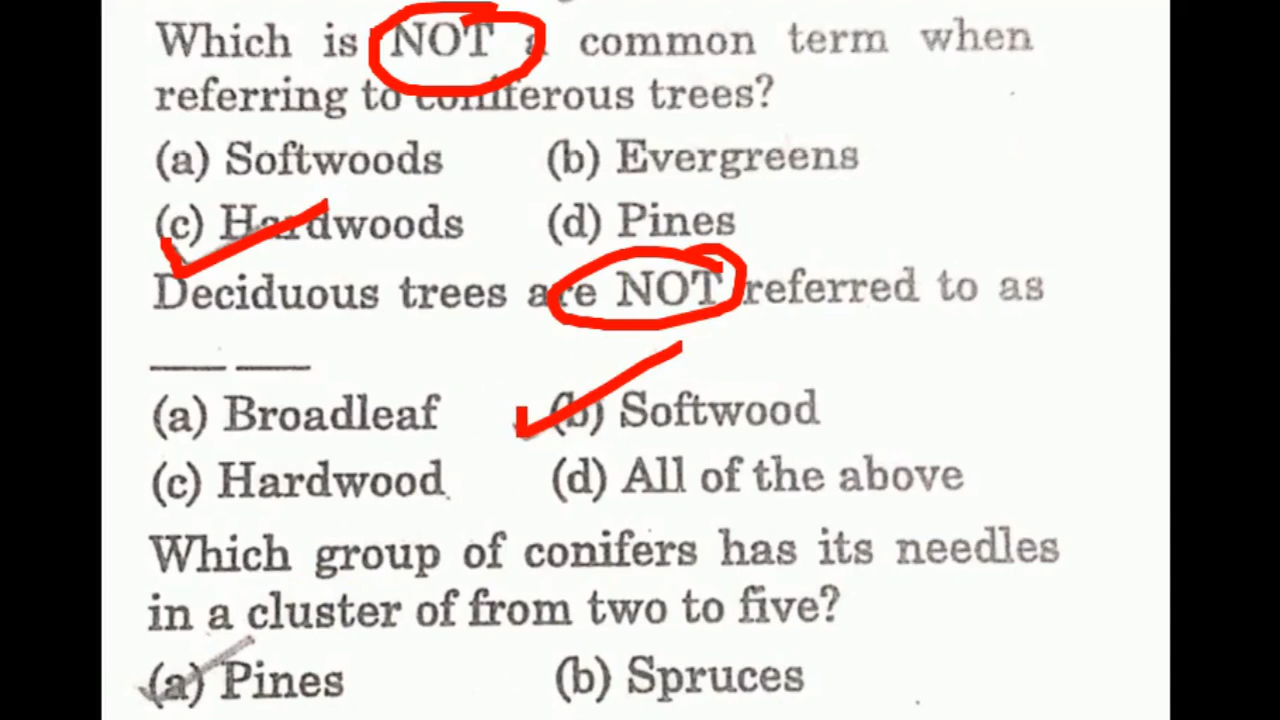 Which is NOT a common term when
referring to coniferous trees?
(a) Softwoods (b) Evergreens
(c) Hardwoods (d) Pines
Deciduous trees are NOT referred to as
___ ___
(a) Broadleaf (b) Softwood
(c) Hardwood (d) All of the above
Which group of conifers has its needles
in a cluster of from two to five?
(a) Pines (b) Spruces